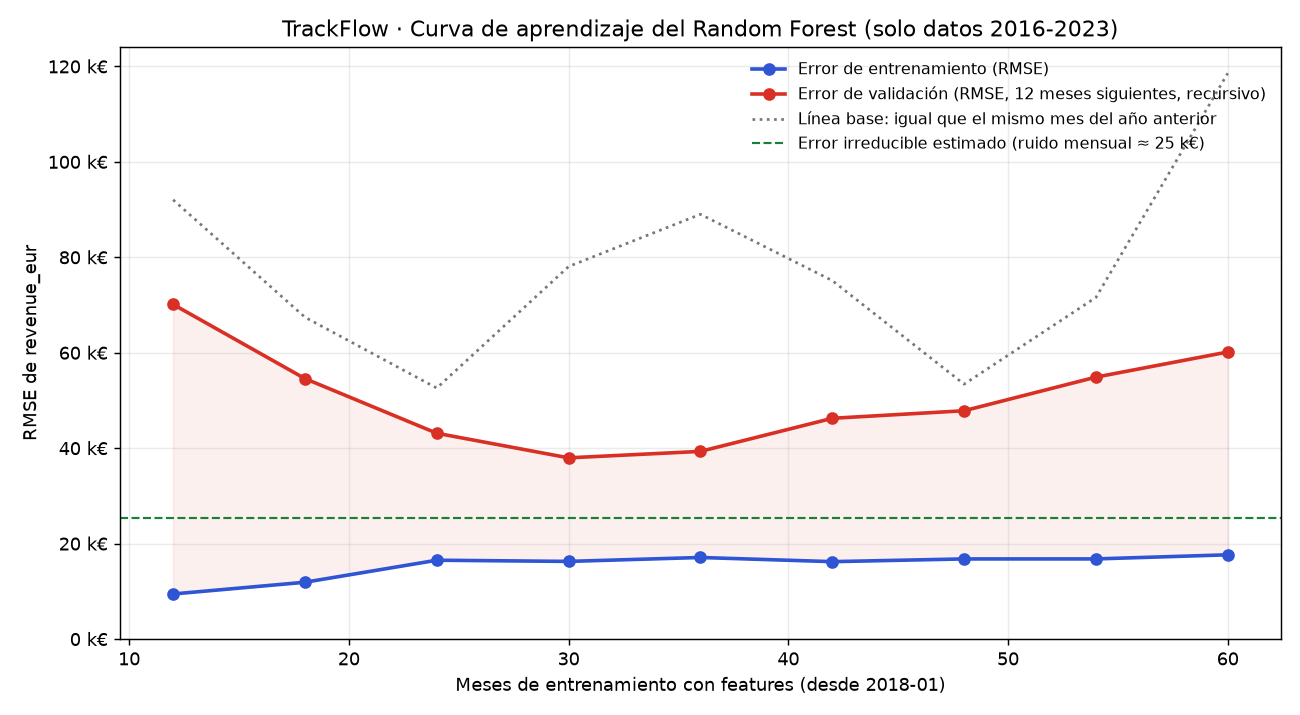 TrackFlow · Curva de aprendizaje del Random Forest (solo datos 2016-2023)
Error de entrenamiento (RMSE)
Error de validación (RMSE, 12 meses siguientes, recursivo)
Línea base: igual que el mismo mes del año anterior
Error irreducible estimado (ruido mensual ≈ 25 k€)
RMSE de revenue_eur
120 k€
100 k€
80 k€
60 k€
40 k€
20 k€
0 k€
10 20 30 40 50 60
Meses de entrenamiento con features (desde 2018-01)